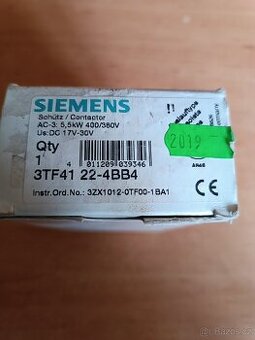 SIEMENS
Schütz / Contactor
AC-3: 5,5kW 400/380V
Us: DC 17V-30V
Qty
1
4 011209 039346
3TF41 22-4BB4
Instr.Ord. No.: 3ZX1012-0TF00-1BA1
!!
2019
CE